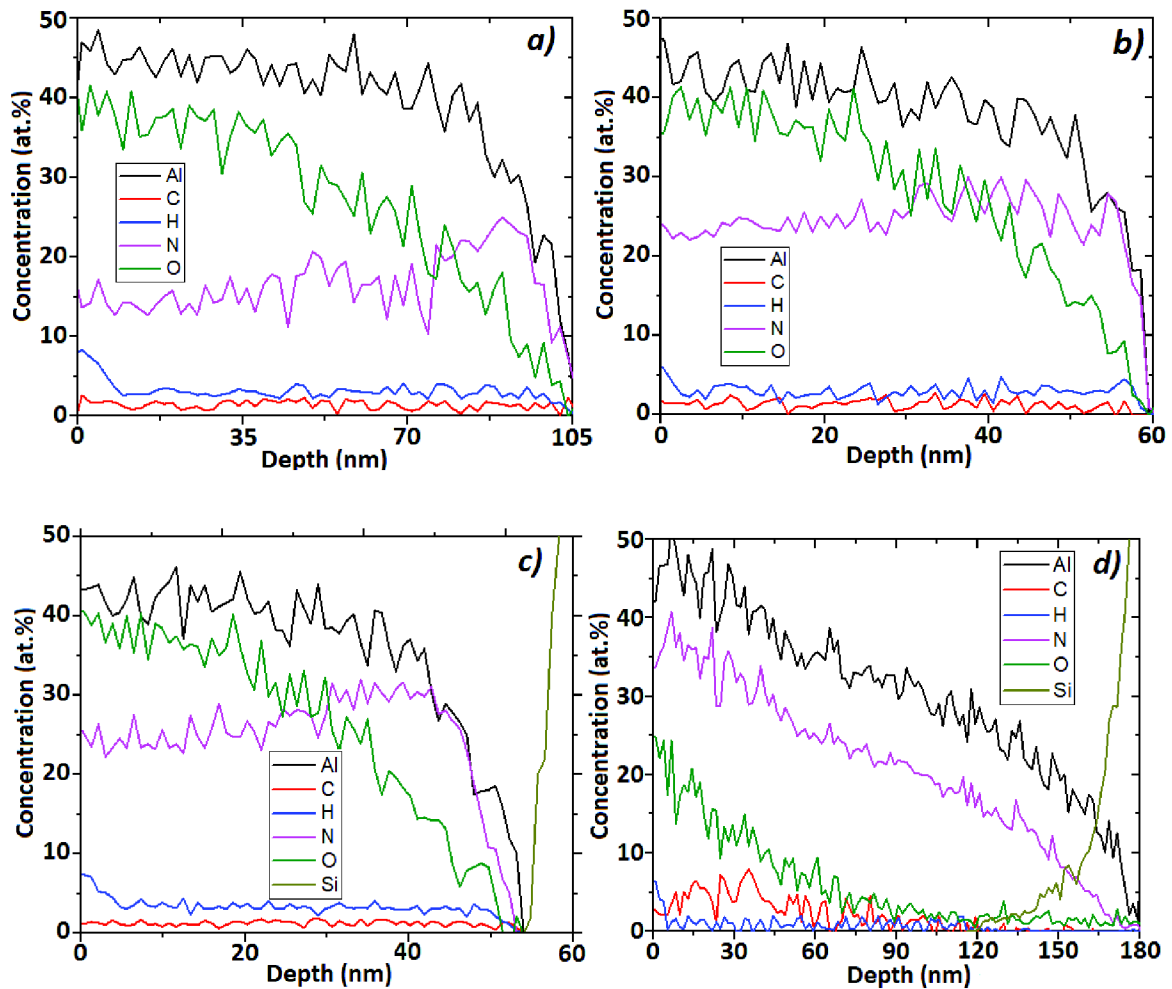 a)
50
40
30
20
10
0
Concentration (at.%)
Al
C
H
N
O
0 35 70 105
Depth (nm)
b)
50
40
30
20
10
0
Concentration (at.%)
Al
C
H
N
O
0 20 40 60
Depth (nm)
c)
50
40
30
20
10
0
Concentration (at.%)
Al
C
H
N
O
Si
0 20 40 60
Depth (nm)
d)
50
40
30
20
10
0
Concentration (at.%)
Al
C
H
N
O
Si
0 30 60 90 120 150 180
Depth (nm)